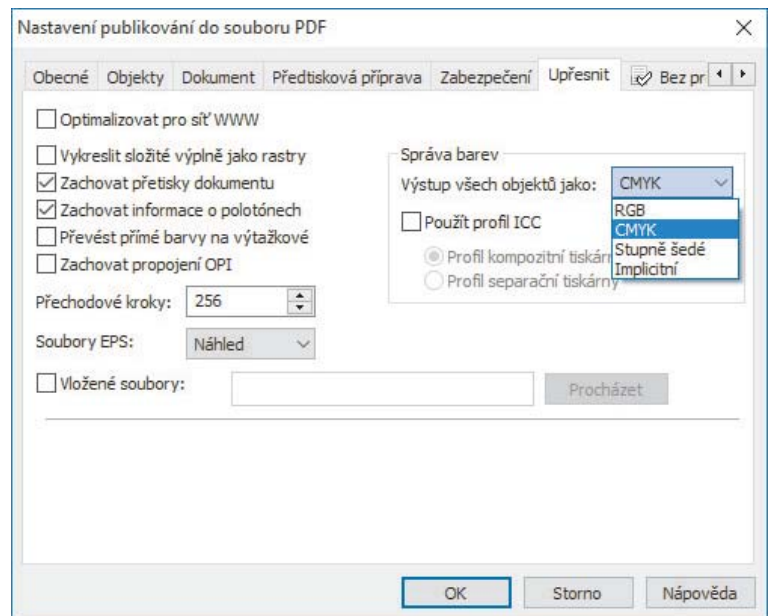 Nastavení publikování do souboru PDF
Obecné Objekty Dokument Předtisková příprava Zabezpečení Upřesnit Bez pr
Optimalizovat pro síť WWW
Vykreslit složité výplně jako rastry
Zachovat přetisky dokumentu
Zachovat informace o polotónech
Převést přímé barvy na výtažkové
Zachovat propojení OPI
Přechodové kroky: 256
Soubory EPS: Náhled
Správa barev
Výstup všech objektů jako: CMYK
RGB
CMYK
Stupně šedé
Implicitní
Použít profil ICC
Profil kompozitní tiskárn
Profil separační tiskárny
Vložené soubory: Procházet
OK Storno Nápověda